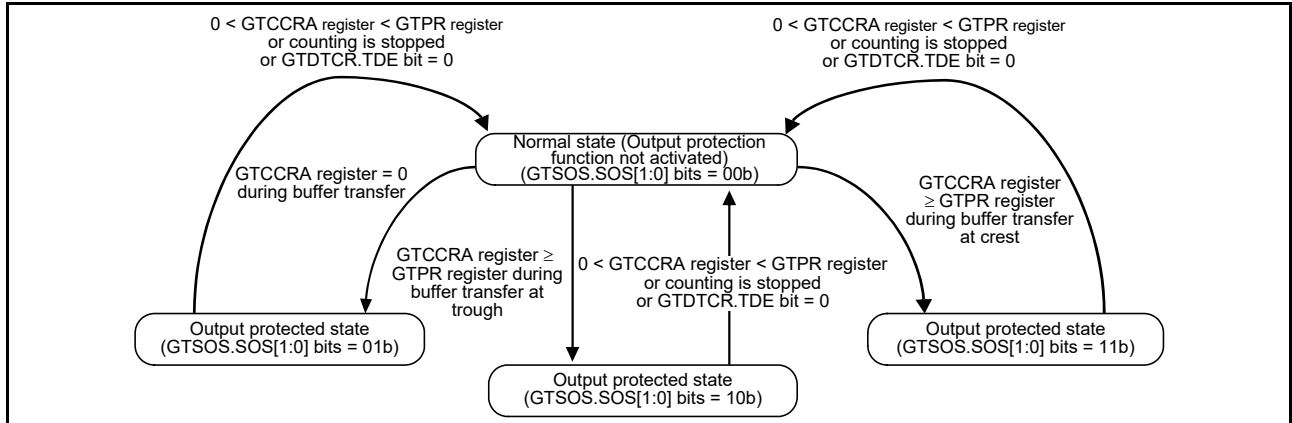 0 < GTCCRA register < GTPR register
or counting is stopped
or GTDTCR.TDE bit = 0
0 < GTCCRA register < GTPR register
or counting is stopped
or GTDTCR.TDE bit = 0
Normal state (Output protection
function not activated)
(GTSOS.SOS[1:0] bits = 00b)
GTCCRA register = 0
during buffer transfer
GTCCRA register
≥ GTPR register
during buffer transfer
at crest
GTCCRA register ≥
GTPR register during
buffer transfer at
trough
0 < GTCCRA register < GTPR register
or counting is stopped
or GTDTCR.TDE bit = 0
Output protected state
(GTSOS.SOS[1:0] bits = 01b)
Output protected state
(GTSOS.SOS[1:0] bits = 10b)
Output protected state
(GTSOS.SOS[1:0] bits = 11b)